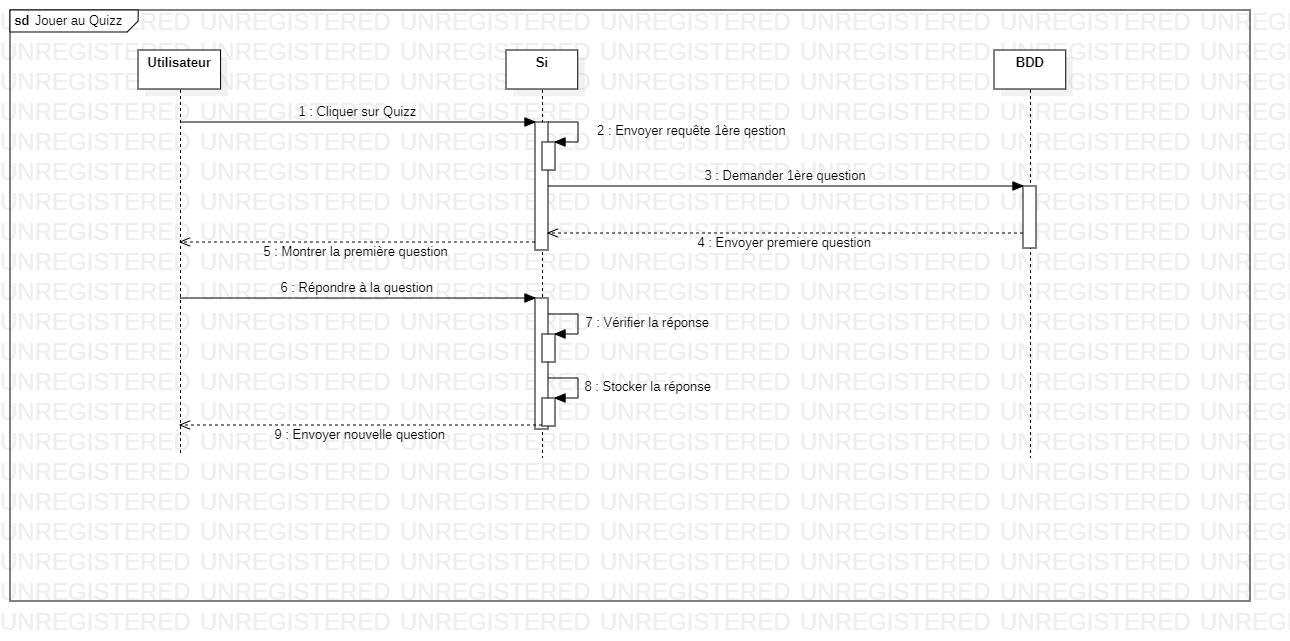 sd Jouer au Quizz
Utilisateur
Si
BDD
1 : Cliquer sur Quizz
2 : Envoyer requête 1ère qestion
3 : Demander 1ère question
4 : Envoyer premiere question
5 : Montrer la première question
6 : Répondre à la question
7 : Vérifier la réponse
8 : Stocker la réponse
9 : Envoyer nouvelle question
UNREGISTERED